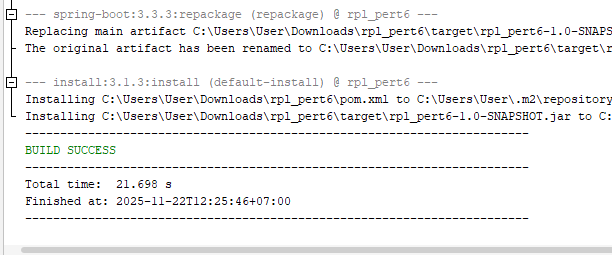 --- spring-boot:3.3.3:repackage (repackage) @ rpl_pert6 ---
Replacing main artifact C:\Users\User\Downloads\rpl_pert6\target\rpl_pert6-1.0-SNAPS
The original artifact has been renamed to C:\Users\User\Downloads\rpl_pert6\target\r
--- install:3.1.3:install (default-install) @ rpl_pert6 ---
Installing C:\Users\User\Downloads\rpl_pert6\pom.xml to C:\Users\User\.m2\repository
Installing C:\Users\User\Downloads\rpl_pert6\target\rpl_pert6-1.0-SNAPSHOT.jar to C:
------------------------------------------------------------------------
BUILD SUCCESS
------------------------------------------------------------------------
Total time:  21.698 s
Finished at: 2025-11-22T12:25:46+07:00
------------------------------------------------------------------------